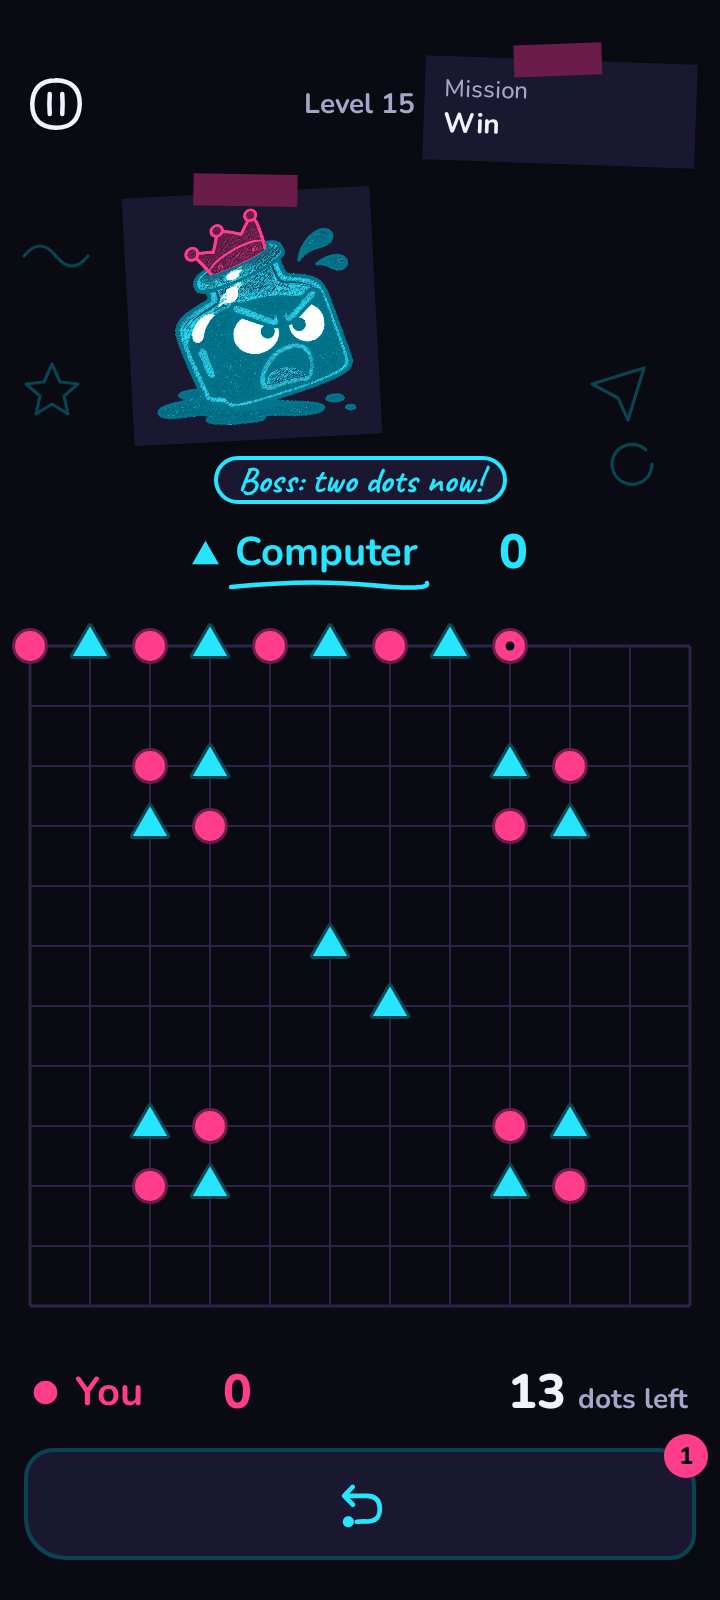 Level 15
Mission
Win
Boss: two dots now!
Computer 0
You 0
13 dots left
1